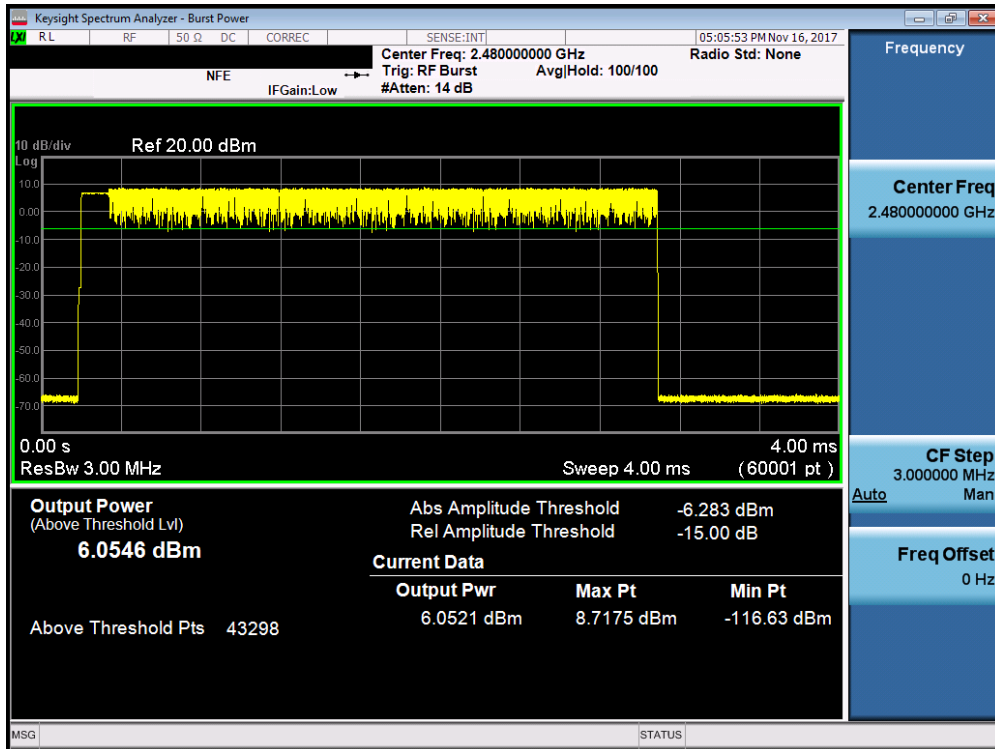 Keysight Spectrum Analyzer - Burst Power
LXI RL RF 50 Ω DC CORREC SENSE:INT 05:05:53 PM Nov 16, 2017
Center Freq: 2.480000000 GHz Radio Std: None
NFE Trig: RF Burst Avg|Hold: 100/100
IFGain:Low #Atten: 14 dB
Frequency
10 dB/div Ref 20.00 dBm
Log
10.0
0.00
-10.0
-20.0
-30.0
-40.0
-50.0
-60.0
-70.0
Center Freq
2.480000000 GHz
0.00 s 4.00 ms
ResBw 3.00 MHz Sweep 4.00 ms (60001 pt)
CF Step
3.000000 MHz
Auto Man
Freq Offset
0 Hz
Output Power
(Above Threshold Lvl)
6.0546 dBm
Abs Amplitude Threshold -6.283 dBm
Rel Amplitude Threshold -15.00 dB
Current Data
Output Pwr Max Pt Min Pt
6.0521 dBm 8.7175 dBm -116.63 dBm
Above Threshold Pts 43298
MSG STATUS